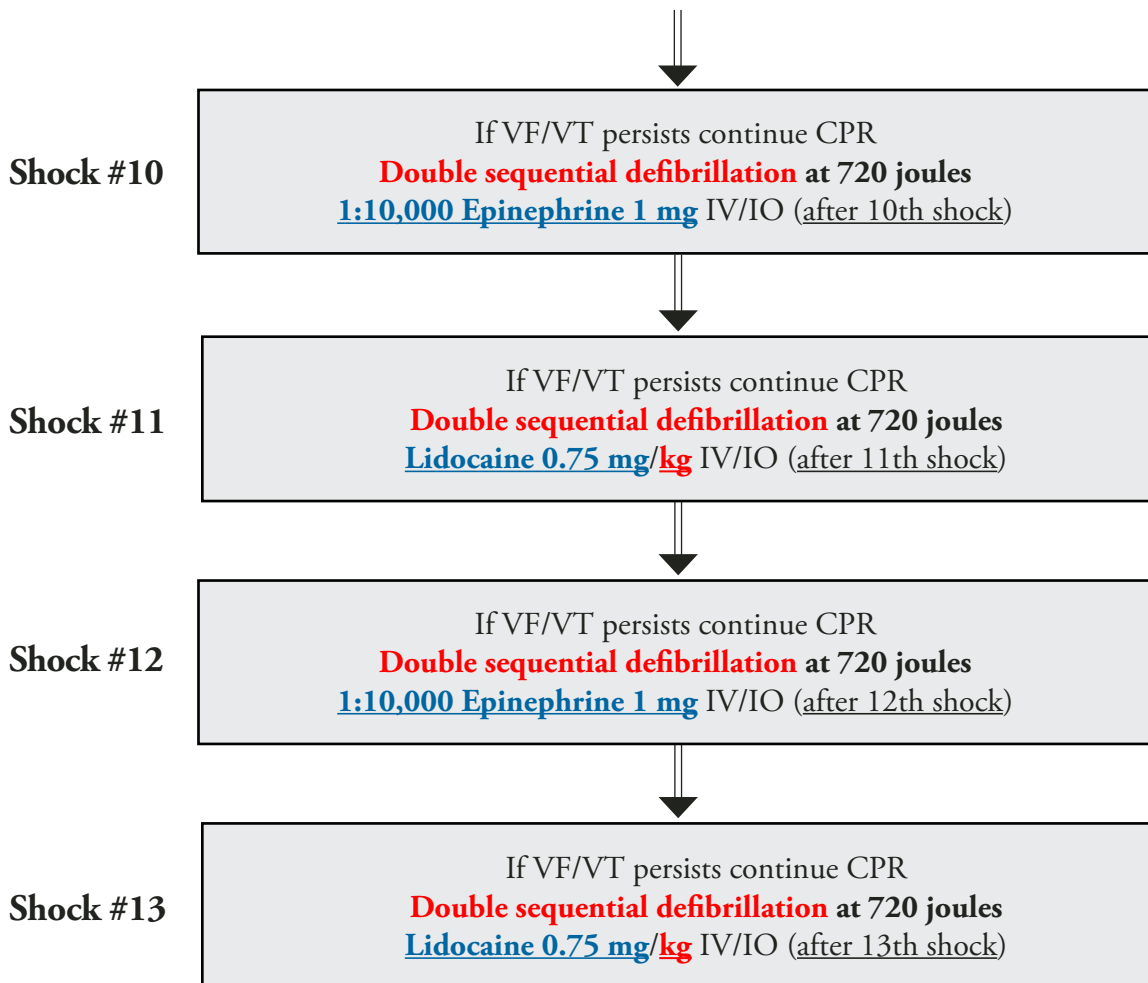 Shock #10
If VF/VT persists continue CPR
Double sequential defibrillation at 720 joules
1:10,000 Epinephrine 1 mg IV/IO (after 10th shock)
Shock #11
If VF/VT persists continue CPR
Double sequential defibrillation at 720 joules
Lidocaine 0.75 mg/kg IV/IO (after 11th shock)
Shock #12
If VF/VT persists continue CPR
Double sequential defibrillation at 720 joules
1:10,000 Epinephrine 1 mg IV/IO (after 12th shock)
Shock #13
If VF/VT persists continue CPR
Double sequential defibrillation at 720 joules
Lidocaine 0.75 mg/kg IV/IO (after 13th shock)